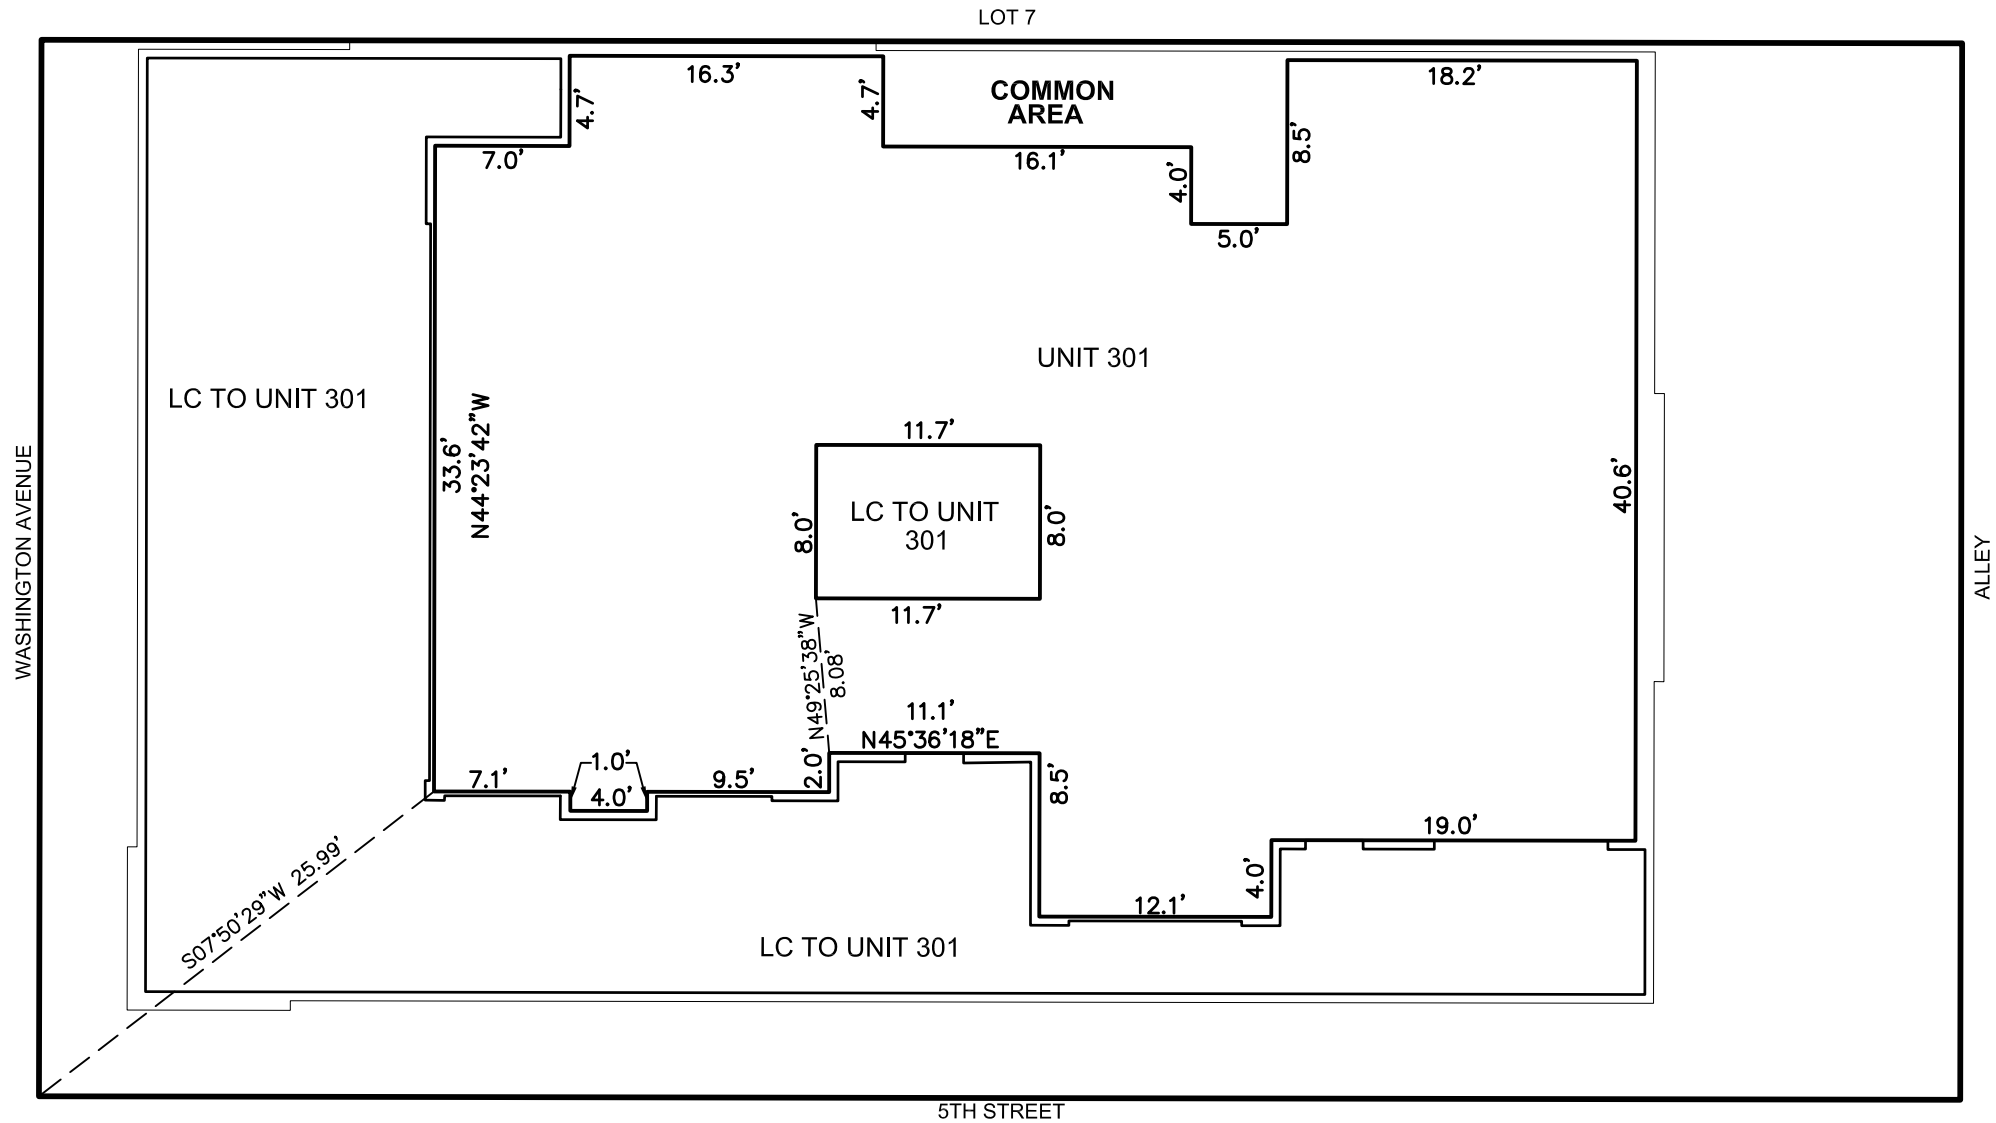 LOT 7
16.3'
4.7'
4.7'
COMMON
AREA
18.2'
8.5'
7.0'
16.1'
4.0'
5.0'
UNIT 301
LC TO UNIT 301
33.6'
N44°23'42"W
11.7'
8.0'
LC TO UNIT
301
8.0'
11.7'
40.6'
WASHINGTON AVENUE
ALLEY
N49°25'38"W
8.08'
11.1'
N45°36'18"E
7.1'
1.0'
4.0'
9.5'
2.0'
8.5'
19.0'
4.0'
12.1'
S07°50'29"W 25.99'
LC TO UNIT 301
5TH STREET